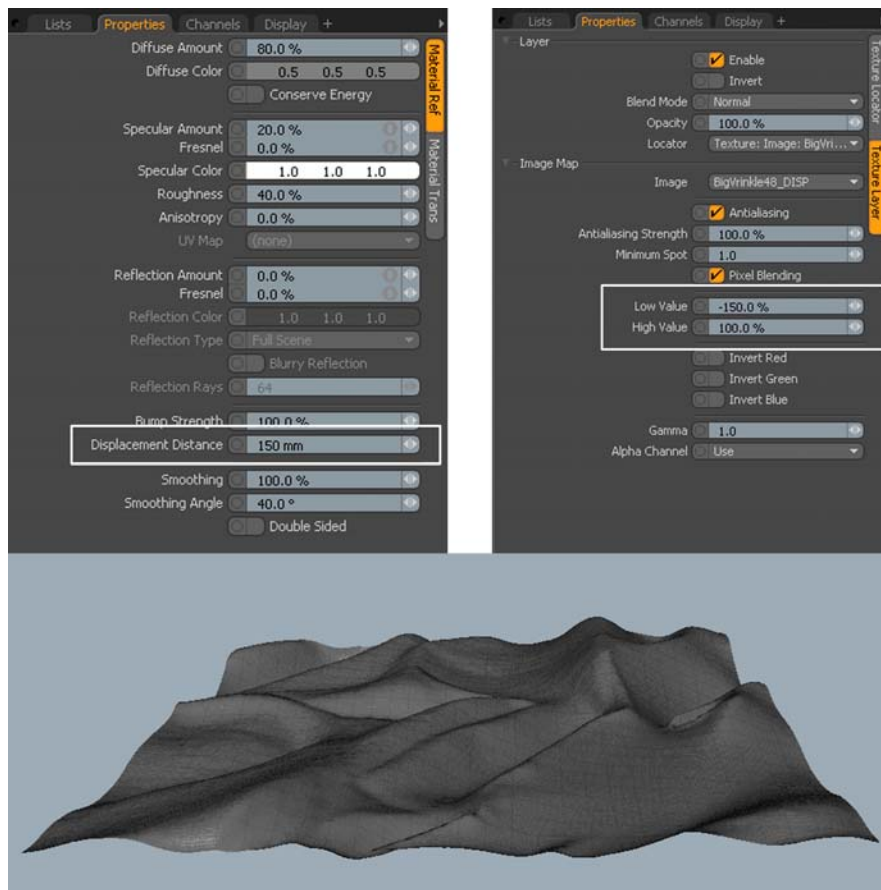 Lists Properties Channels Display +
Diffuse Amount 80.0 %
Diffuse Color 0.5 0.5 0.5
Conserve Energy
Specular Amount 20.0 %
Fresnel 0.0 %
Specular Color 1.0 1.0 1.0
Roughness 40.0 %
Anisotropy 0.0 %
UV Map (none)
Reflection Amount 0.0 %
Fresnel 0.0 %
Reflection Color 1.0 1.0 1.0
Reflection Type Full Scene
Blurry Reflection
Reflection Rays 64
Bump Strength 100.0 %
Displacement Distance 150 mm
Smoothing 100.0 %
Smoothing Angle 40.0 °
Double Sided
Material Ref
Material Trans
Lists Properties Channels Display +
Layer
Enable
Invert
Blend Mode Normal
Opacity 100.0 %
Locator Texture: Image: BigWri...
Image Map
Image BigWrinkle48_DISP
Antialiasing
Antialiasing Strength 100.0 %
Minimum Spot 1.0
Pixel Blending
Low Value -150.0 %
High Value 100.0 %
Invert Red
Invert Green
Invert Blue
Gamma 1.0
Alpha Channel Use
Texture Locator
Texture Layer